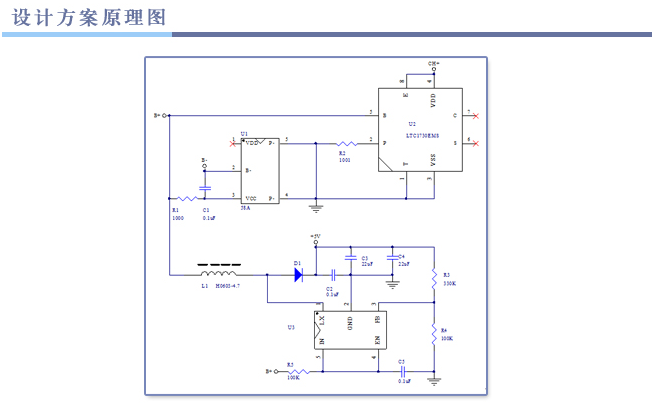 设计方案原理图
CH+
8 4
E VDD
B+ 5 B C 7
U2
LTC1730EMS
U1
1 VDD P- 5
R2
1001
2 P S 6
B-
2 B-
T VSS
1 3
R1
1000
C1
0.1uF
3 VCC P- 4
JRA
+5V
D1
C3
22uF
C4
22uF
L1 H0603-4.7
C2
0.1uF
R3
330K
1 2 3
LX GND FB
U3
IN EN
5 4
R4
100K
B+
R5
100K
C5
0.1uF